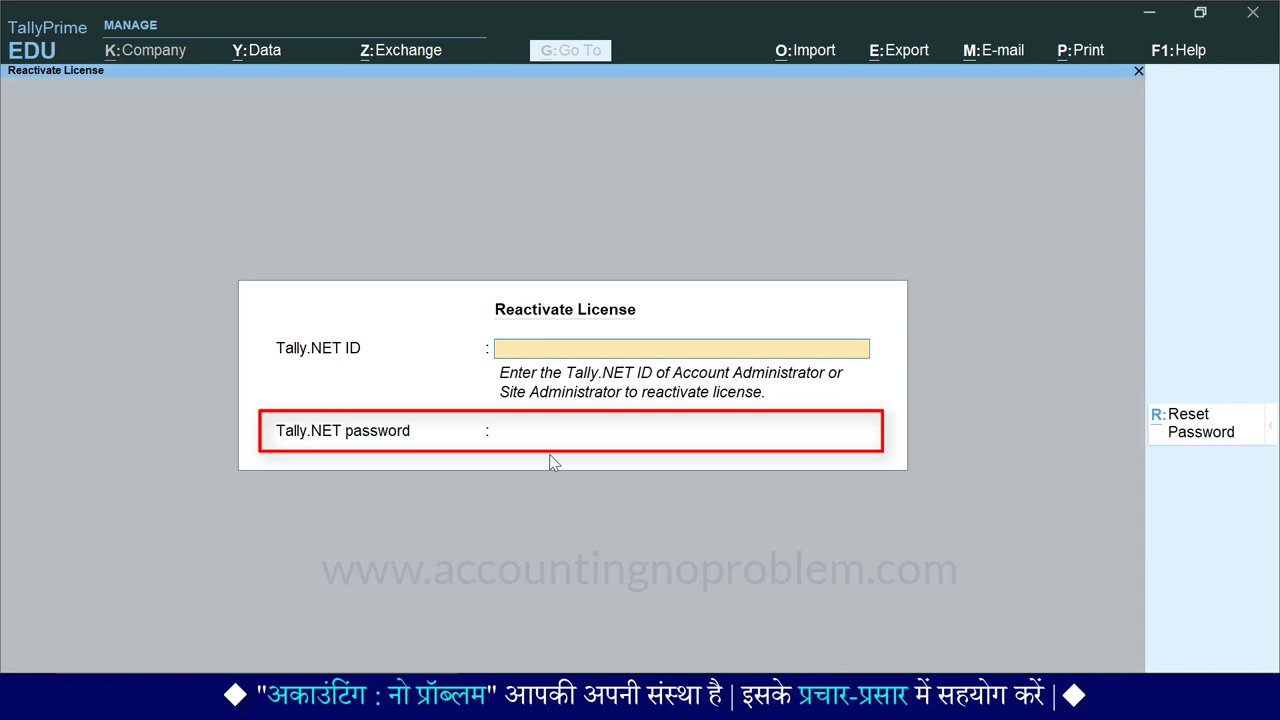 TallyPrime MANAGE
EDU K:Company Y:Data Z:Exchange G:Go To O:Import E:Export M:E-mail P:Print F1:Help
Reactivate License
Reactivate License
Tally.NET ID :
Enter the Tally.NET ID of Account Administrator or
Site Administrator to reactivate license.
Tally.NET password :
R:Reset
Password
www.accountingnoproblem.com
"अकाउंटिंग : नो प्रॉब्लम" आपकी अपनी संस्था है | इसके प्रचार-प्रसार में सहयोग करें |